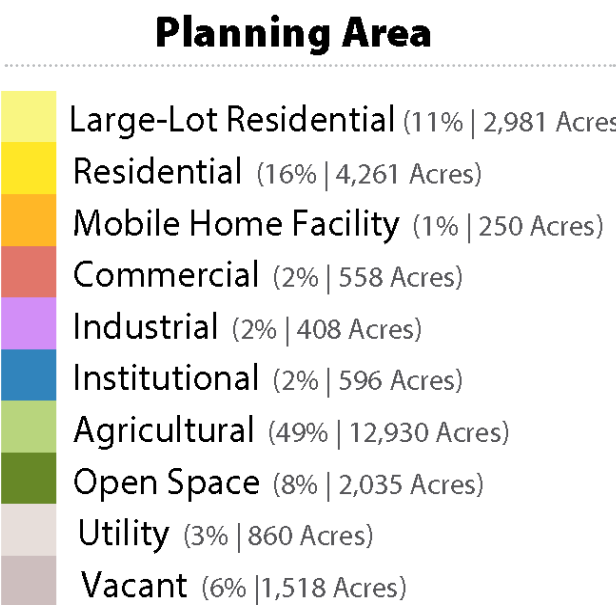 Planning Area
Large-Lot Residential (11% | 2,981 Acres
Residential (16% | 4,261 Acres)
Mobile Home Facility (1% | 250 Acres)
Commercial (2% | 558 Acres)
Industrial (2% | 408 Acres)
Institutional (2% | 596 Acres)
Agricultural (49% | 12,930 Acres)
Open Space (8% | 2,035 Acres)
Utility (3% | 860 Acres)
Vacant (6% |1,518 Acres)